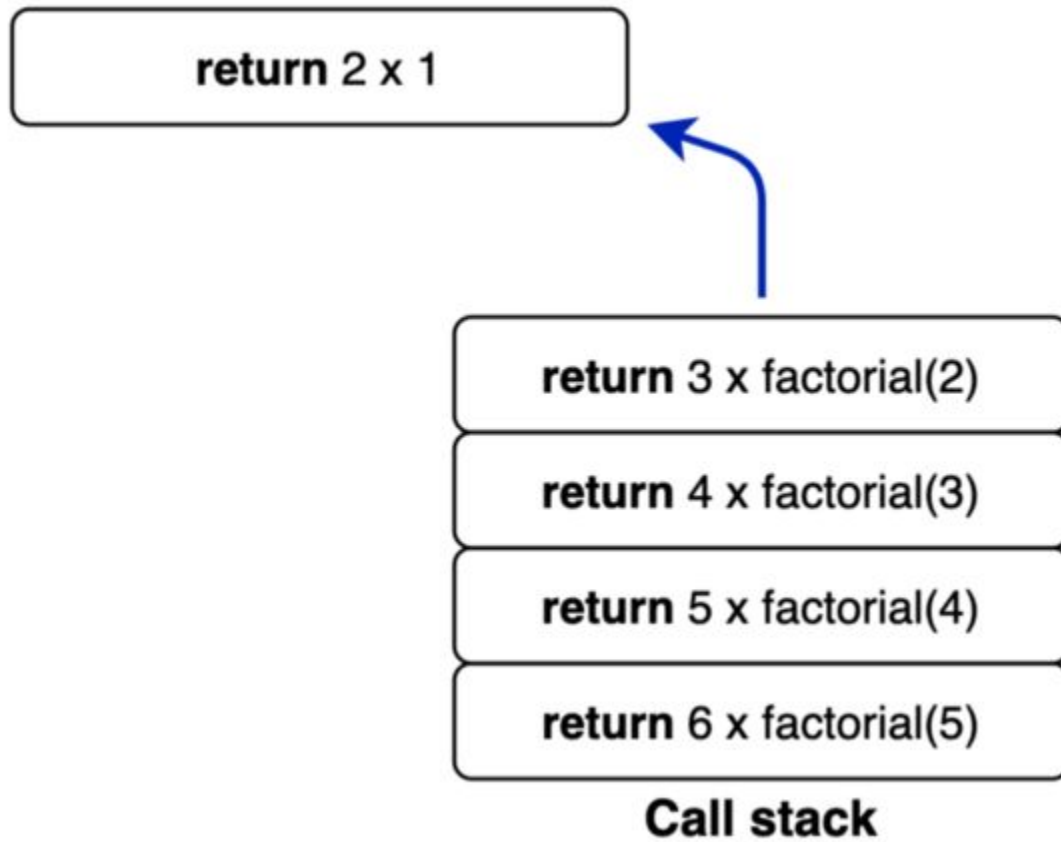 return 2 x 1
return 3 x factorial(2)
return 4 x factorial(3)
return 5 x factorial(4)
return 6 x factorial(5)
Call stack